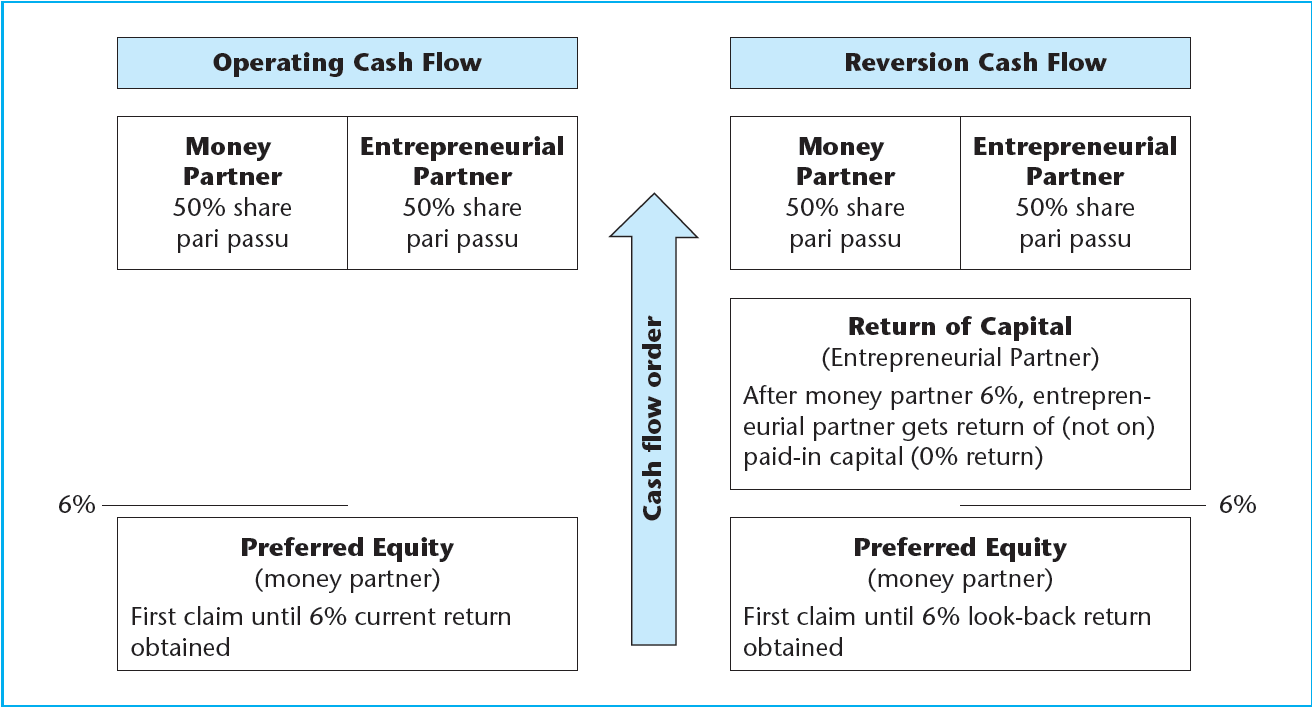 Operating Cash Flow
Money
Partner
50% share
pari passu
Entrepreneurial
Partner
50% share
pari passu
6%
Preferred Equity
(money partner)
First claim until 6% current return
obtained
Cash flow order
Reversion Cash Flow
Money
Partner
50% share
pari passu
Entrepreneurial
Partner
50% share
pari passu
Return of Capital
(Entrepreneurial Partner)
After money partner 6%, entrepren-
eurial partner gets return of (not on)
paid-in capital (0% return)
6%
Preferred Equity
(money partner)
First claim until 6% look-back return
obtained